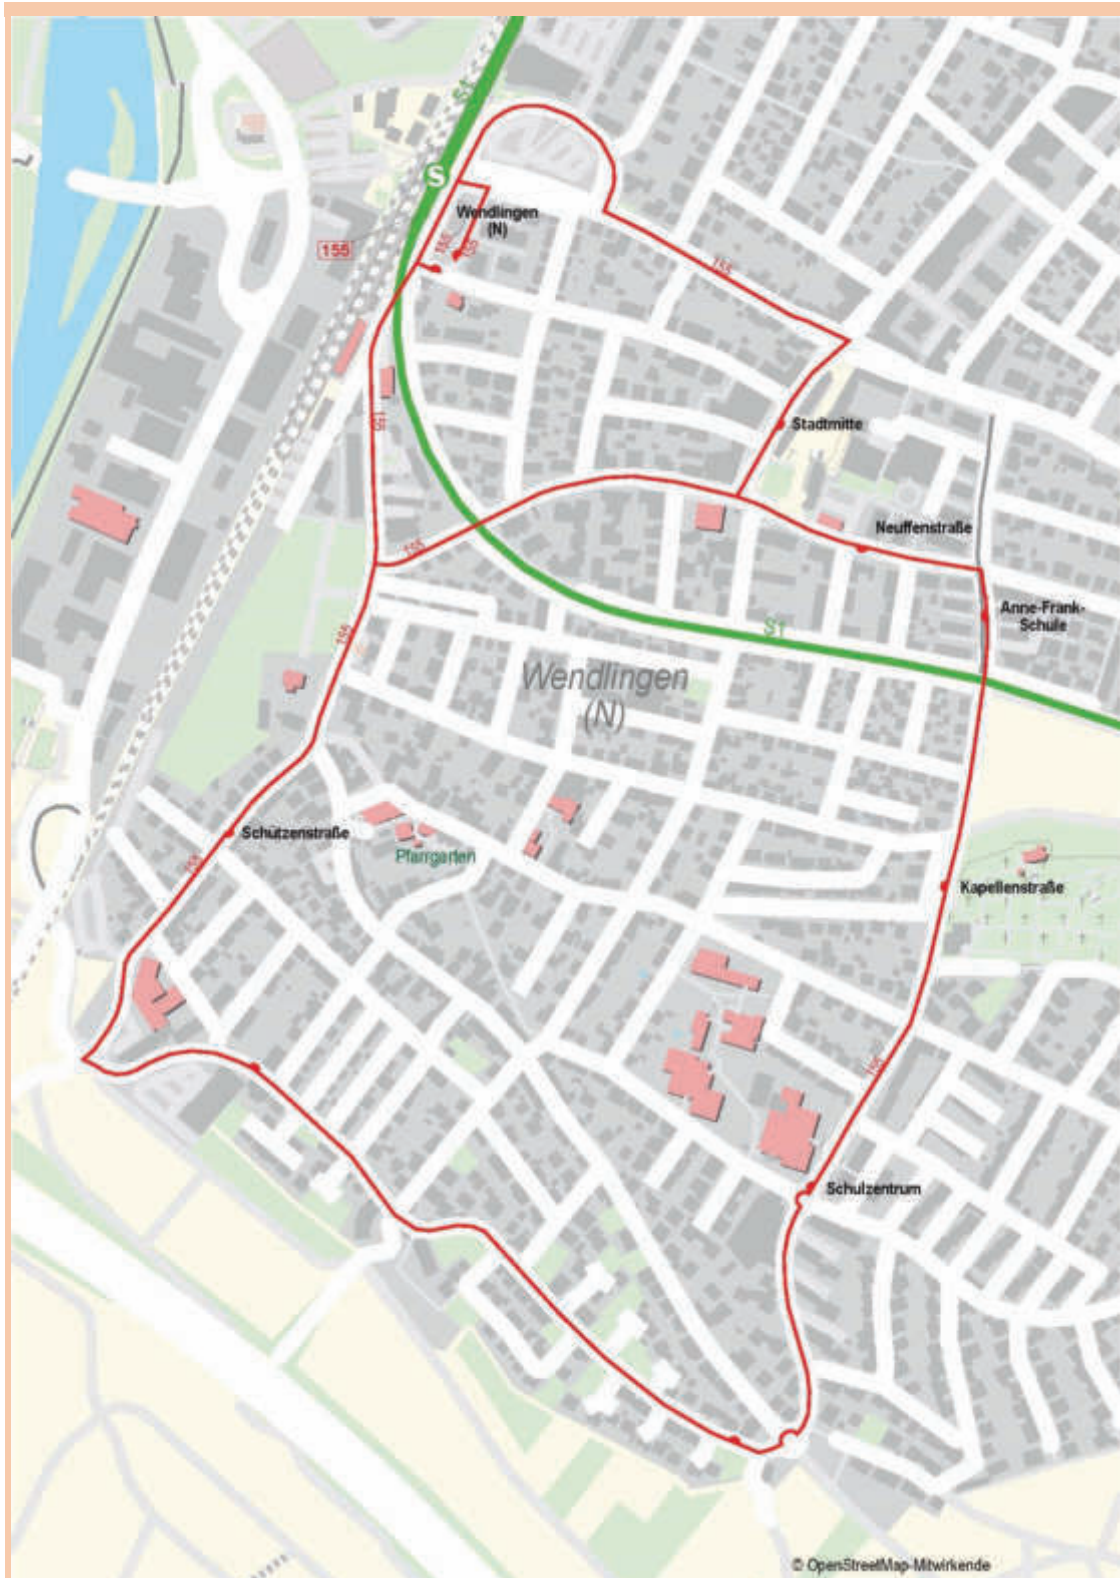 S1
S
Wendlingen
(N)
155
155
155
155
155
Stadtmitte
Neuffenstraße
155
Anne-Frank-
Schule
S1
155
Wendlingen
(N)
Schützenstraße
Pfarrgarten
155
Kapellenstraße
155
Schulzentrum
© OpenStreetMap-Mitwirkende